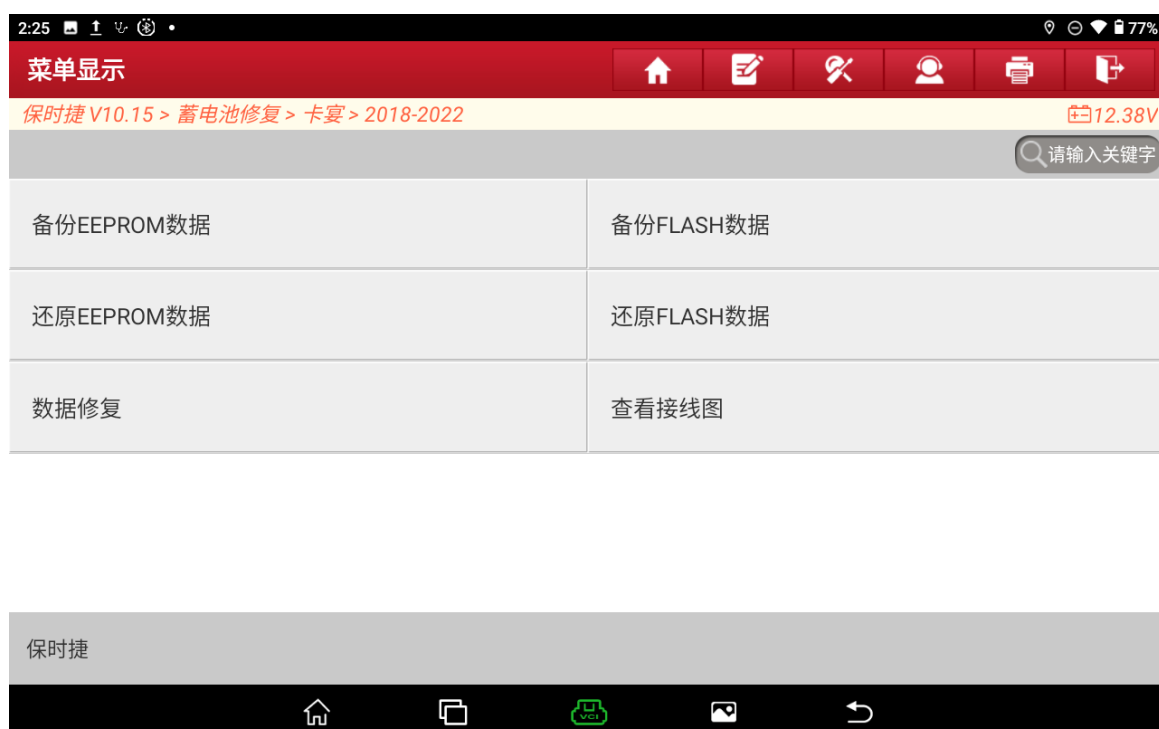 2:25 77%
菜单显示
保时捷 V10.15 > 蓄电池修复 > 卡宴 > 2018-2022 12.38V
请输入关键字
备份EEPROM数据 备份FLASH数据
还原EEPROM数据 还原FLASH数据
数据修复 查看接线图
保时捷
VCI